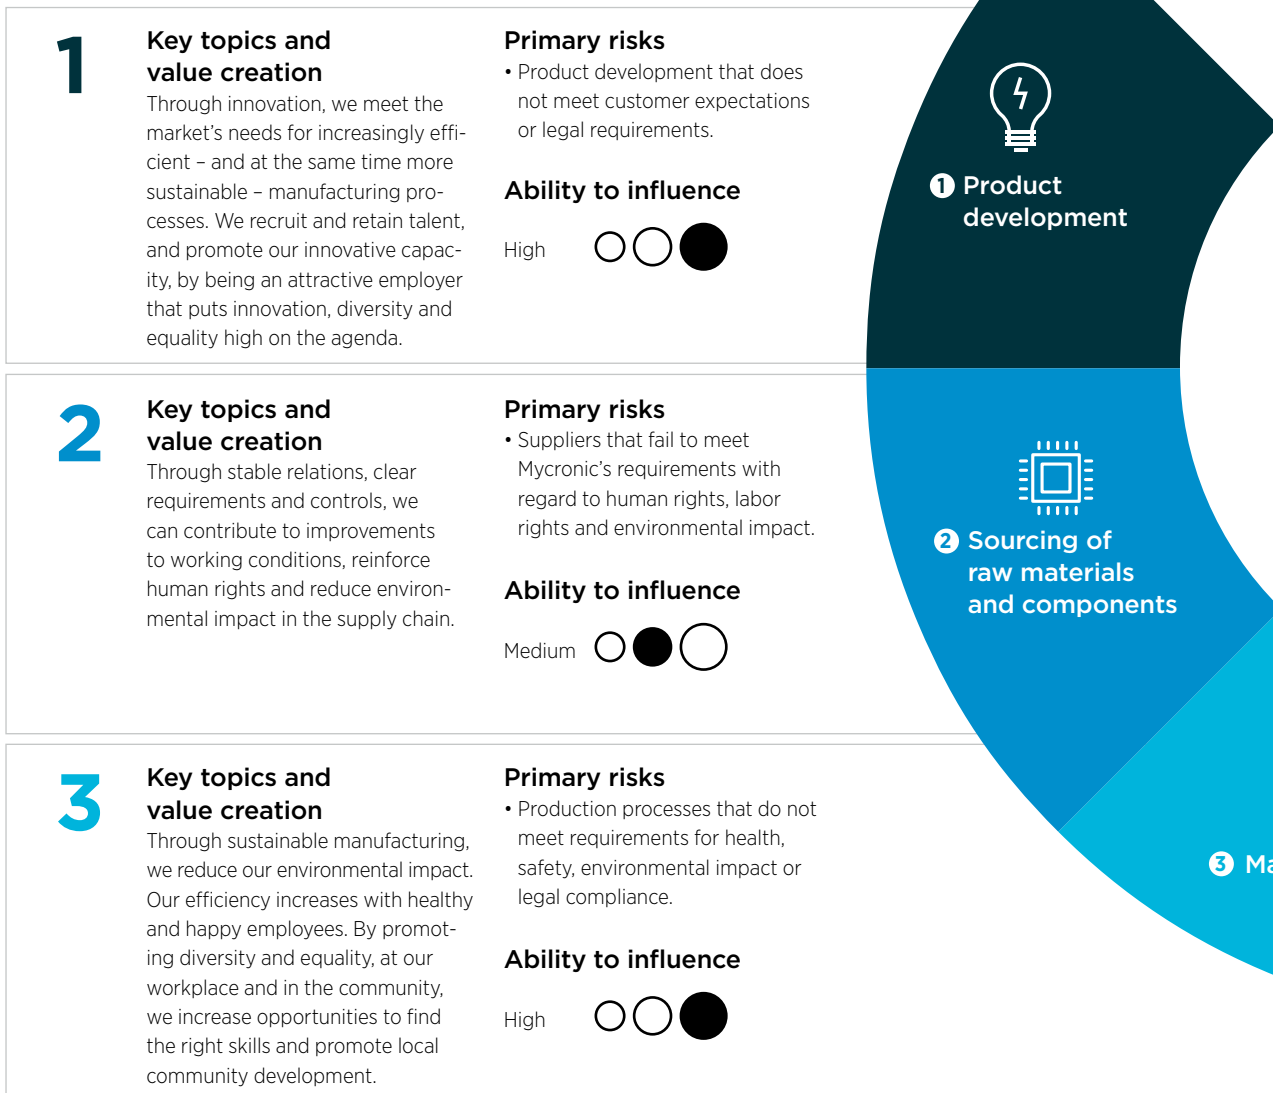 1
Key topics and
value creation
Through innovation, we meet the
market's needs for increasingly effi-
cient – and at the same time more
sustainable – manufacturing pro-
cesses. We recruit and retain talent,
and promote our innovative capac-
ity, by being an attractive employer
that puts innovation, diversity and
equality high on the agenda.
Primary risks
• Product development that does
not meet customer expectations
or legal requirements.
Ability to influence
High
1 Product
development
2
Key topics and
value creation
Through stable relations, clear
requirements and controls, we
can contribute to improvements
to working conditions, reinforce
human rights and reduce environ-
mental impact in the supply chain.
Primary risks
• Suppliers that fail to meet
Mycronic's requirements with
regard to human rights, labor
rights and environmental impact.
Ability to influence
Medium
2 Sourcing of
raw materials
and components
3
Key topics and
value creation
Through sustainable manufacturing,
we reduce our environmental impact.
Our efficiency increases with healthy
and happy employees. By promot-
ing diversity and equality, at our
workplace and in the community,
we increase opportunities to find
the right skills and promote local
community development.
Primary risks
• Production processes that do not
meet requirements for health,
safety, environmental impact or
legal compliance.
Ability to influence
High
3